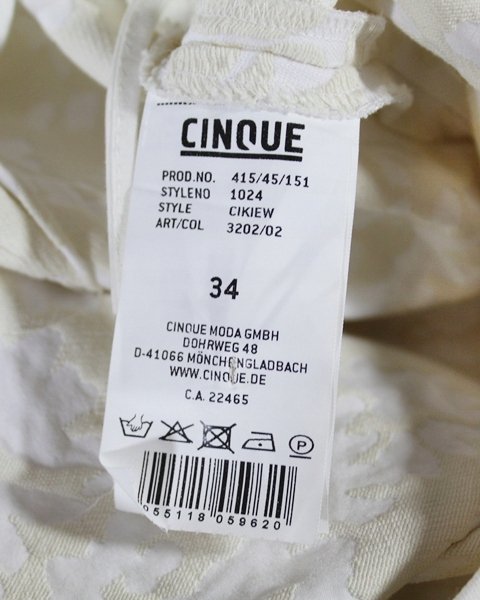 CINQUE
PROD.NO. 415/45/151
STYLENO 1024
STYLE CIKIEW
ART/COL 3202/02
34
CINQUE MODA GMBH
DOHRWEG 48
D-41066 MÖNCHENGLADBACH
WWW.CINQUE.DE
C.A. 22465
P
055118 059620